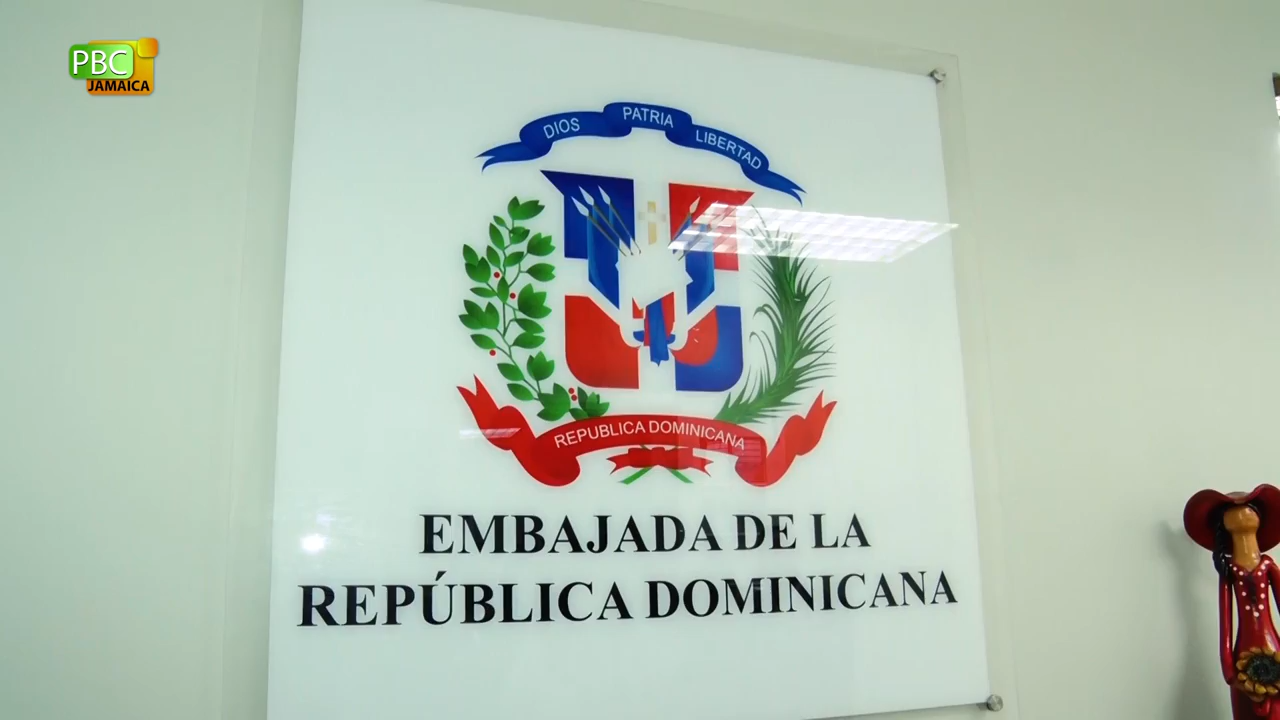 PBC
JAMAICA
DIOS PATRIA LIBERTAD
REPUBLICA DOMINICANA
EMBAJADA DE LA
REPÚBLICA DOMINICANA